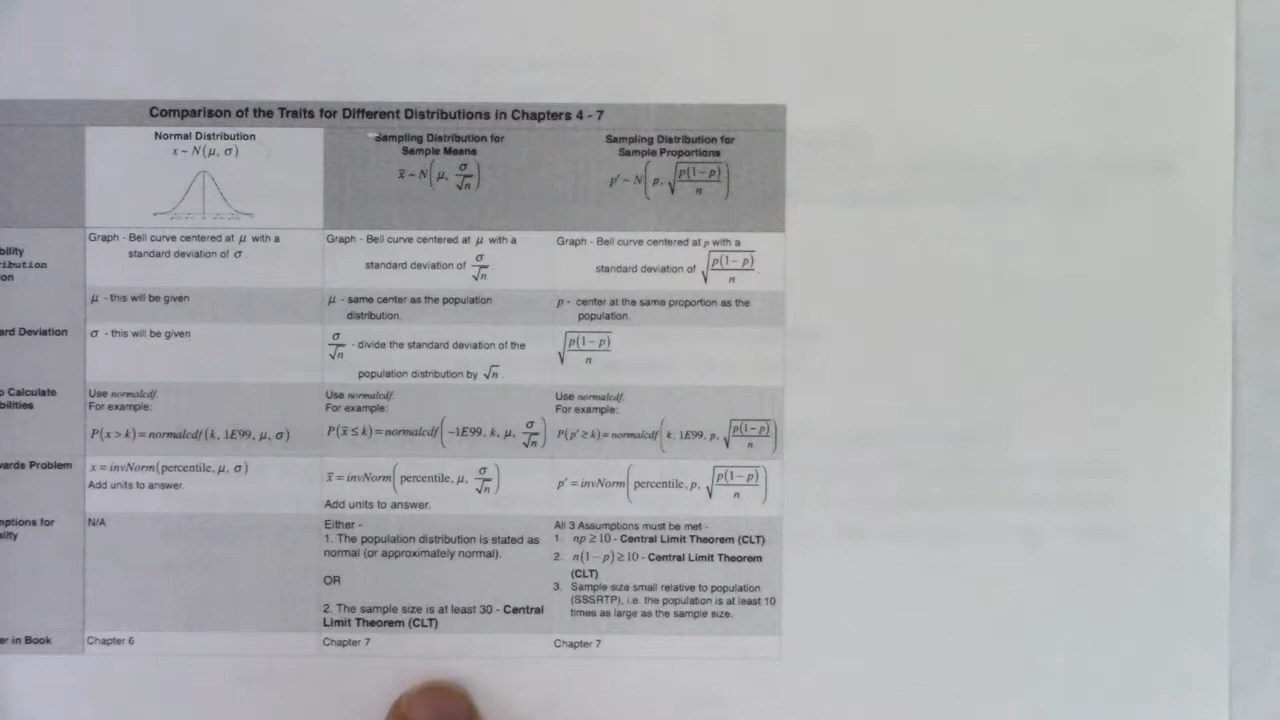 Comparison of the Traits for Different Distributions in Chapters 4 - 7
Normal Distribution
x ~ N(μ, σ)
Sampling Distribution for
Sample Means
x̄ ~ N(μ, σ/√n)
Sampling Distribution for
Sample Proportions
p′ ~ N(p, √(p(1−p)/n))
bility
ribution
on
Graph - Bell curve centered at μ with a
standard deviation of σ.
Graph - Bell curve centered at μ with a
standard deviation of σ/√n.
Graph - Bell curve centered at p with a
standard deviation of √(p(1−p)/n).
μ - this will be given
μ - same center as the population
distribution.
p - center at the same proportion as the
population.
ard Deviation
σ - this will be given
σ/√n - divide the standard deviation of the
population distribution by √n.
√(p(1−p)/n)
o Calculate
bilities
Use normalcdf.
For example:
P(x > k) = normalcdf(k, 1E99, μ, σ)
Use normalcdf.
For example:
P(x̄ ≤ k) = normalcdf(−1E99, k, μ, σ/√n)
Use normalcdf.
For example:
P(p′ ≥ k) = normalcdf(k, 1E99, p, √(p(1−p)/n))
wards Problem
x = invNorm(percentile, μ, σ)
Add units to answer.
x̄ = invNorm(percentile, μ, σ/√n)
Add units to answer.
p′ = invNorm(percentile, p, √(p(1−p)/n))
mptions for
ality
N/A
Either -
1. The population distribution is stated as
normal (or approximately normal).
OR
2. The sample size is at least 30 - Central
Limit Theorem (CLT)
All 3 Assumptions must be met -
1. np ≥ 10 - Central Limit Theorem (CLT)
2. n(1−p) ≥ 10 - Central Limit Theorem
(CLT)
3. Sample size small relative to population
(SSSRTP), i.e. the population is at least 10
times as large as the sample size.
er in Book
Chapter 6
Chapter 7
Chapter 7